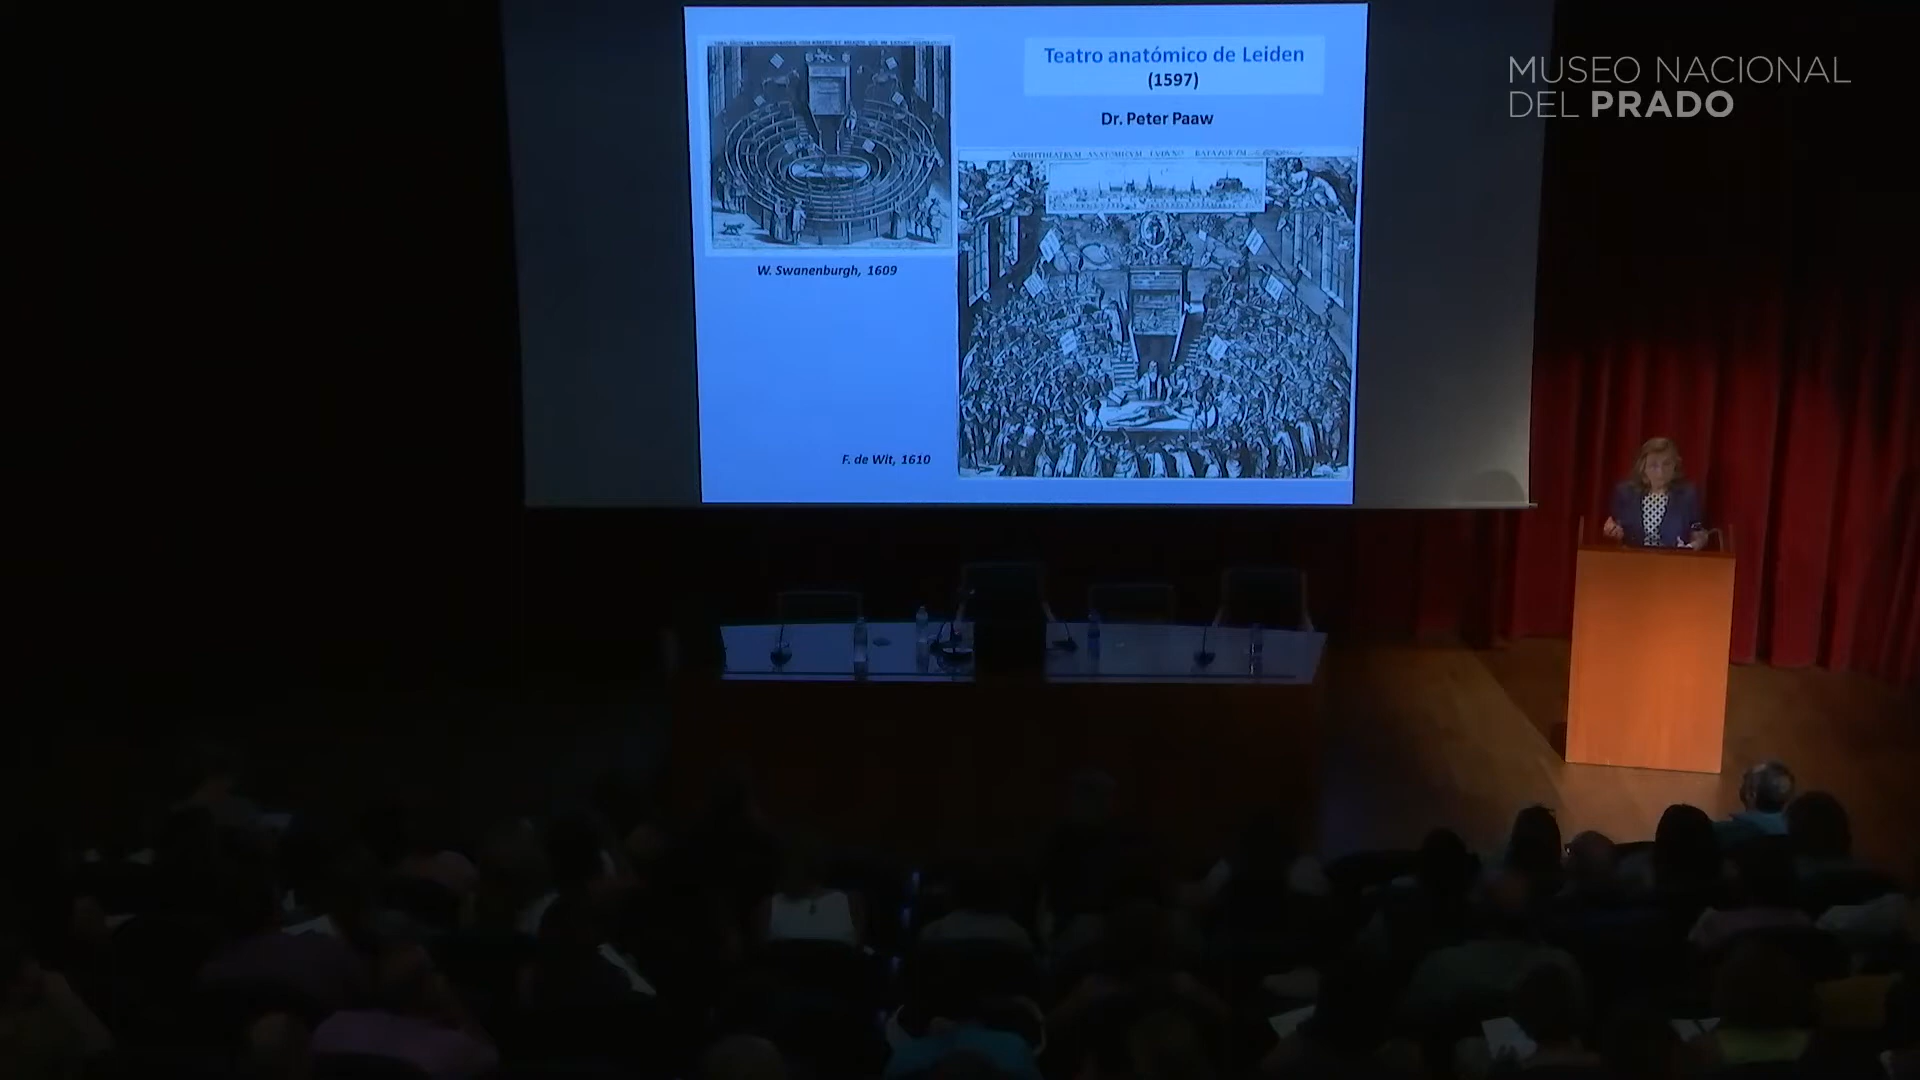 Teatro anatómico de Leiden
(1597)
Dr. Peter Paaw
W. Swanenburgh, 1609
F. de Wit, 1610
MUSEO NACIONAL
DEL PRADO